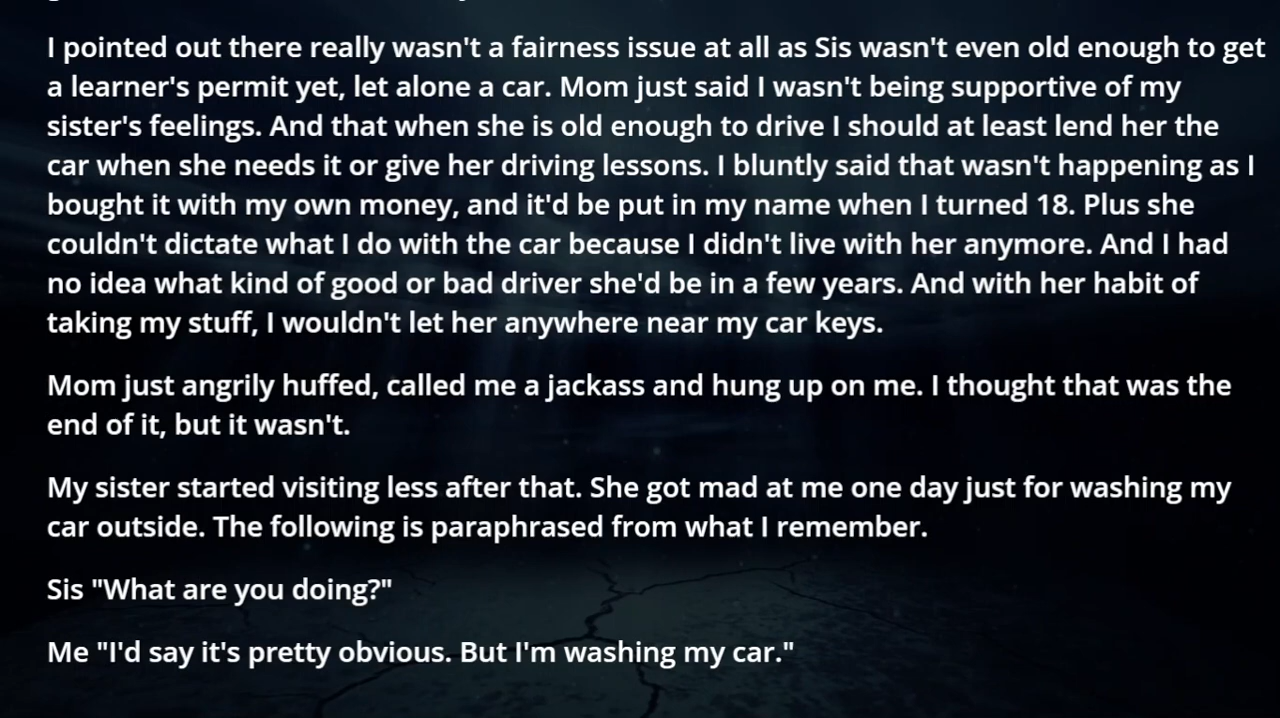 I pointed out there really wasn't a fairness issue at all as Sis wasn't even old enough to get
a learner's permit yet, let alone a car. Mom just said I wasn't being supportive of my
sister's feelings. And that when she is old enough to drive I should at least lend her the
car when she needs it or give her driving lessons. I bluntly said that wasn't happening as I
bought it with my own money, and it'd be put in my name when I turned 18. Plus she
couldn't dictate what I do with the car because I didn't live with her anymore. And I had
no idea what kind of good or bad driver she'd be in a few years. And with her habit of
taking my stuff, I wouldn't let her anywhere near my car keys.
Mom just angrily huffed, called me a jackass and hung up on me. I thought that was the
end of it, but it wasn't.
My sister started visiting less after that. She got mad at me one day just for washing my
car outside. The following is paraphrased from what I remember.
Sis "What are you doing?"
Me "I'd say it's pretty obvious. But I'm washing my car."